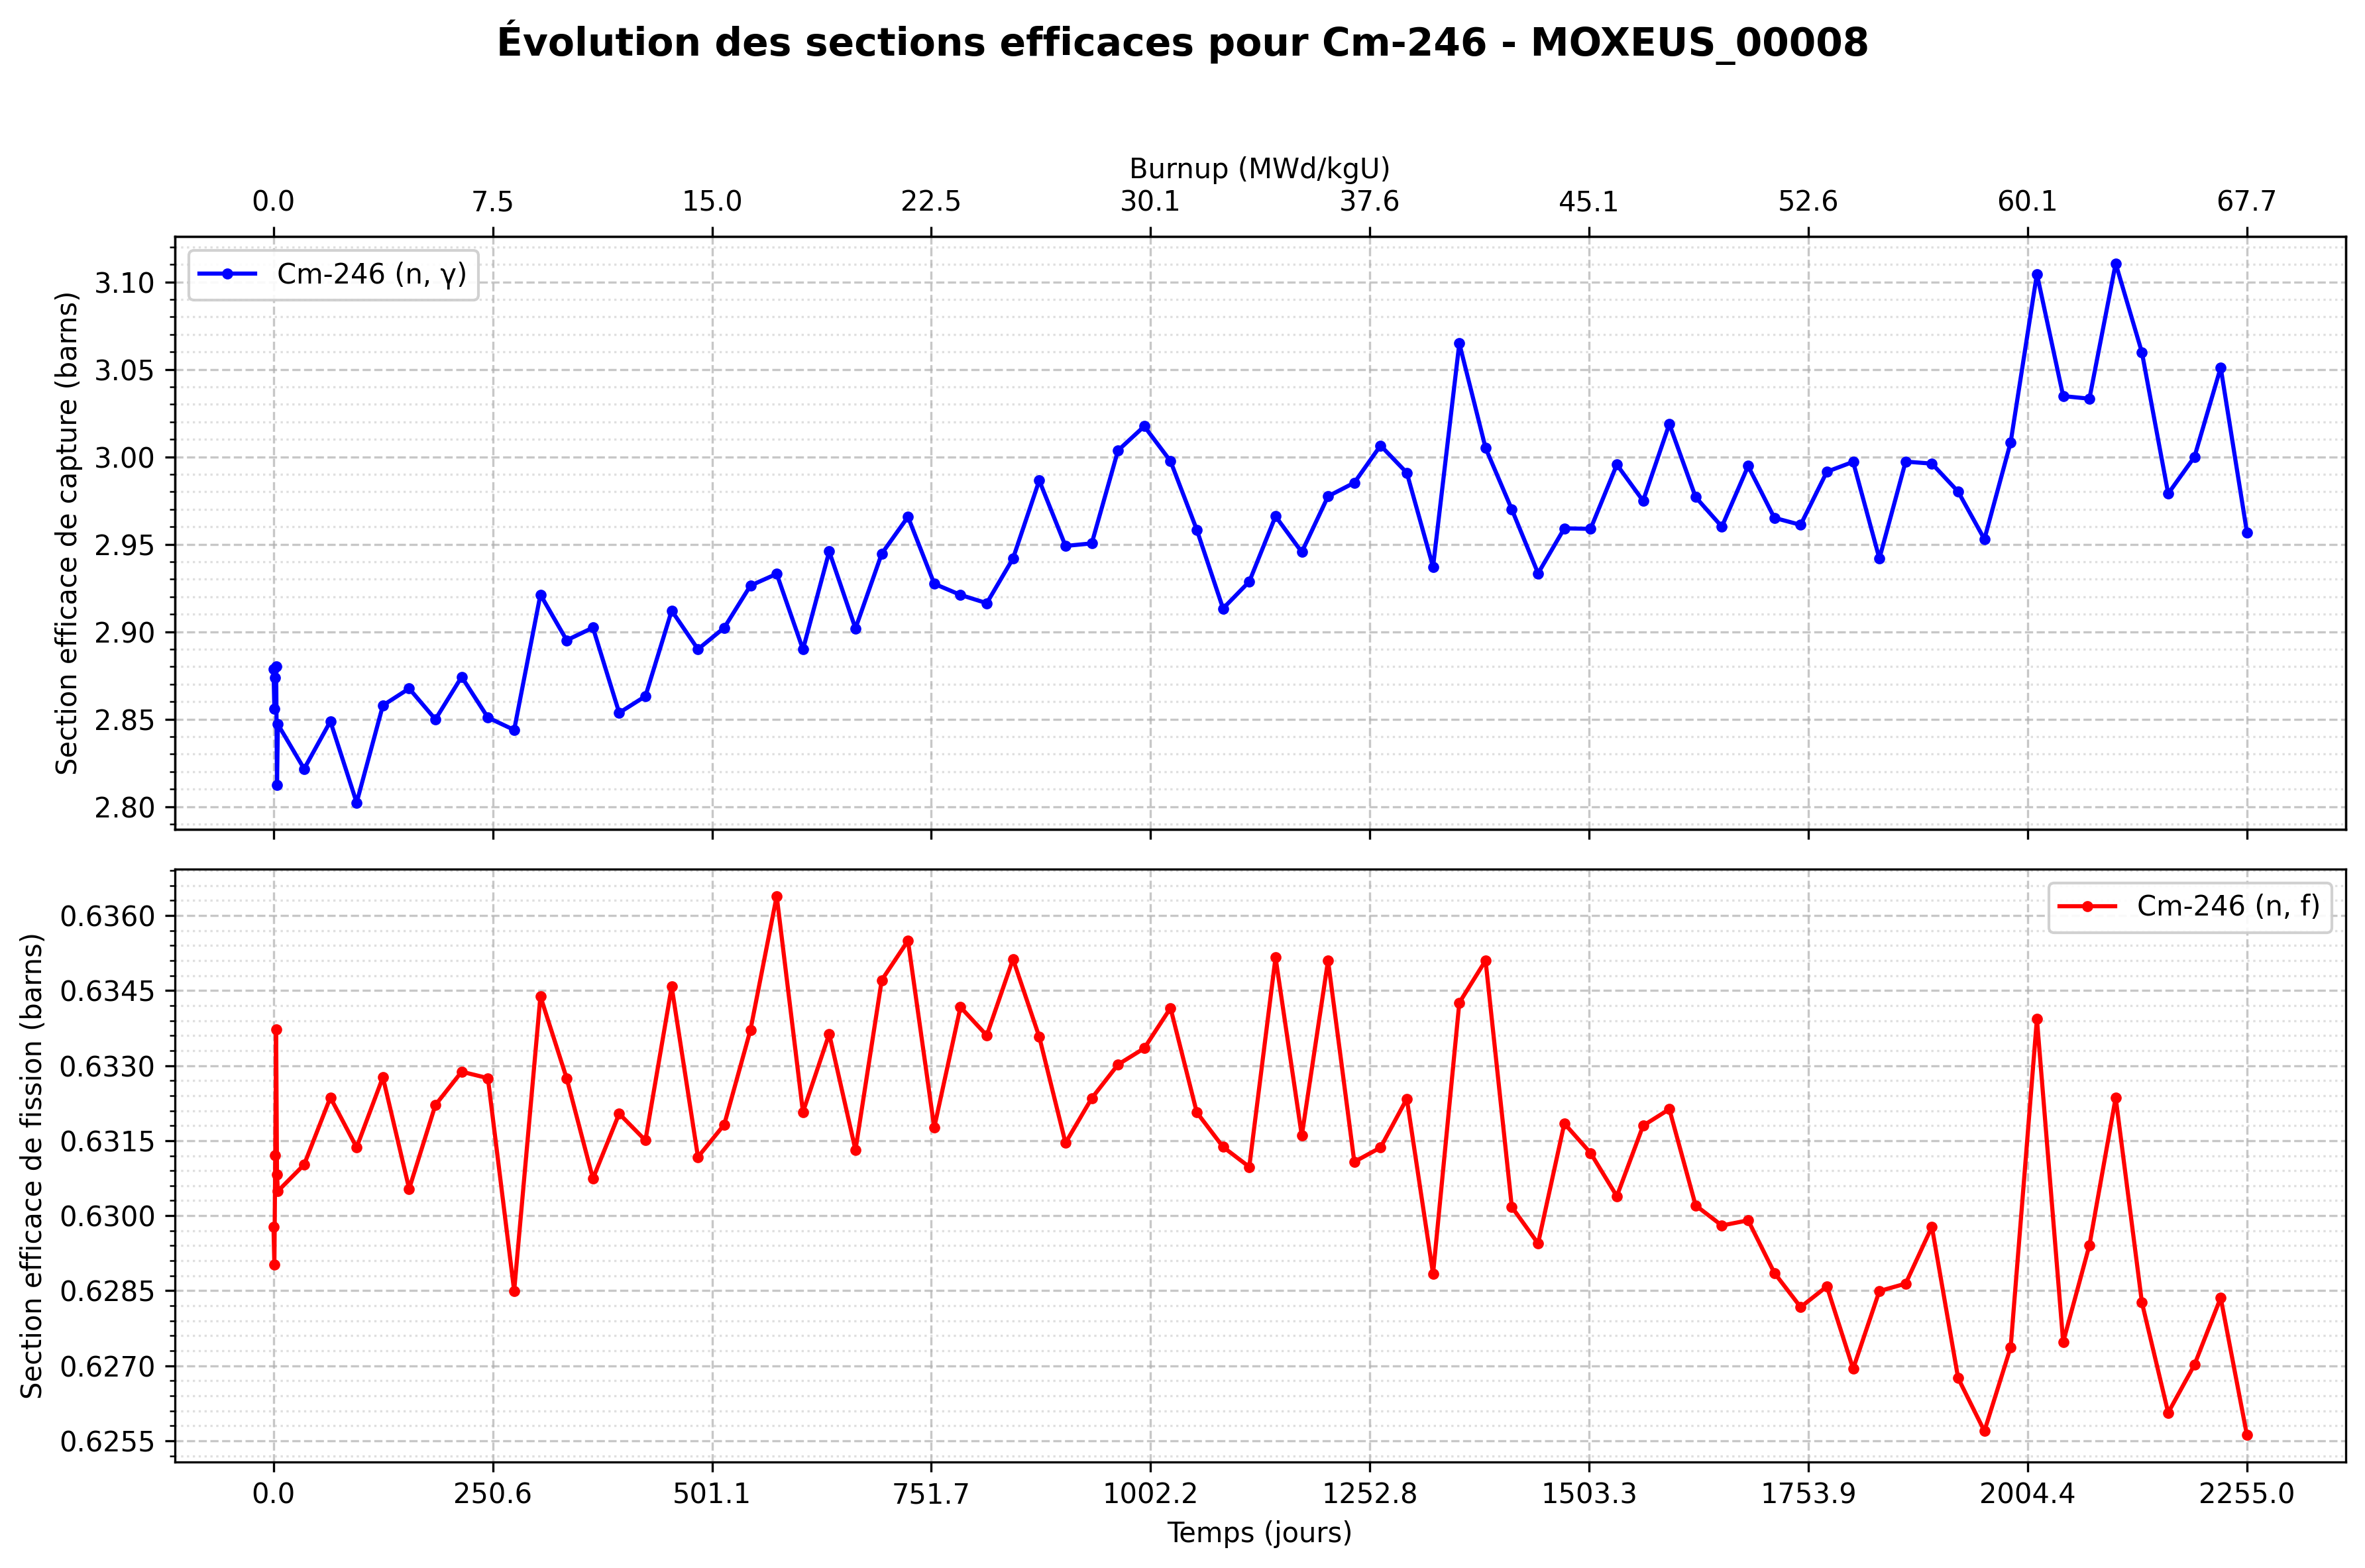 Évolution des sections efficaces pour Cm-246 - MOXEUS_00008
Burnup (MWd/kgU)
0.0 7.5 15.0 22.5 30.1 37.6 45.1 52.6 60.1 67.7
Cm-246 (n, γ)
Section efficace de capture (barns)
3.10
3.05
3.00
2.95
2.90
2.85
2.80
Cm-246 (n, f)
Section efficace de fission (barns)
0.6360
0.6345
0.6330
0.6315
0.6300
0.6285
0.6270
0.6255
0.0 250.6 501.1 751.7 1002.2 1252.8 1503.3 1753.9 2004.4 2255.0
Temps (jours)